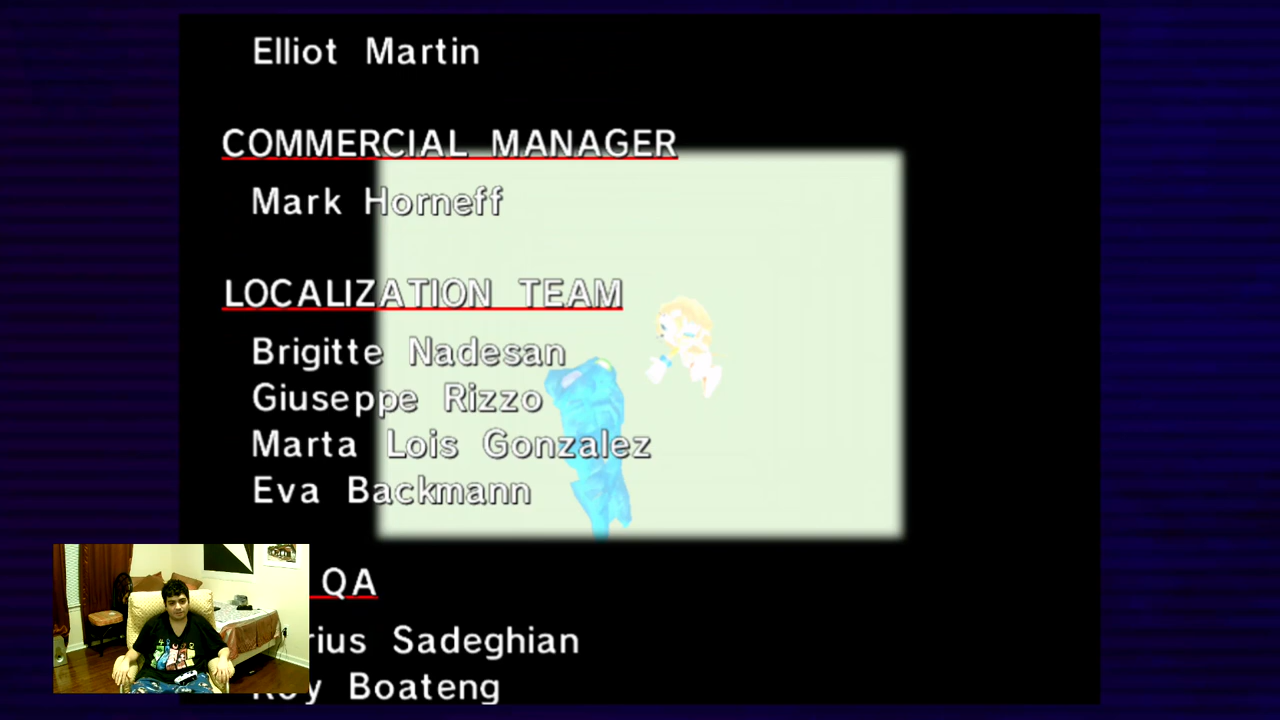 Elliot Martin
COMMERCIAL MANAGER
Mark Horneff
LOCALIZATION TEAM
Brigitte Nadesan
Giuseppe Rizzo
Marta Lois Gonzalez
Eva Backmann
QA
Sadeghian
Roy Boateng